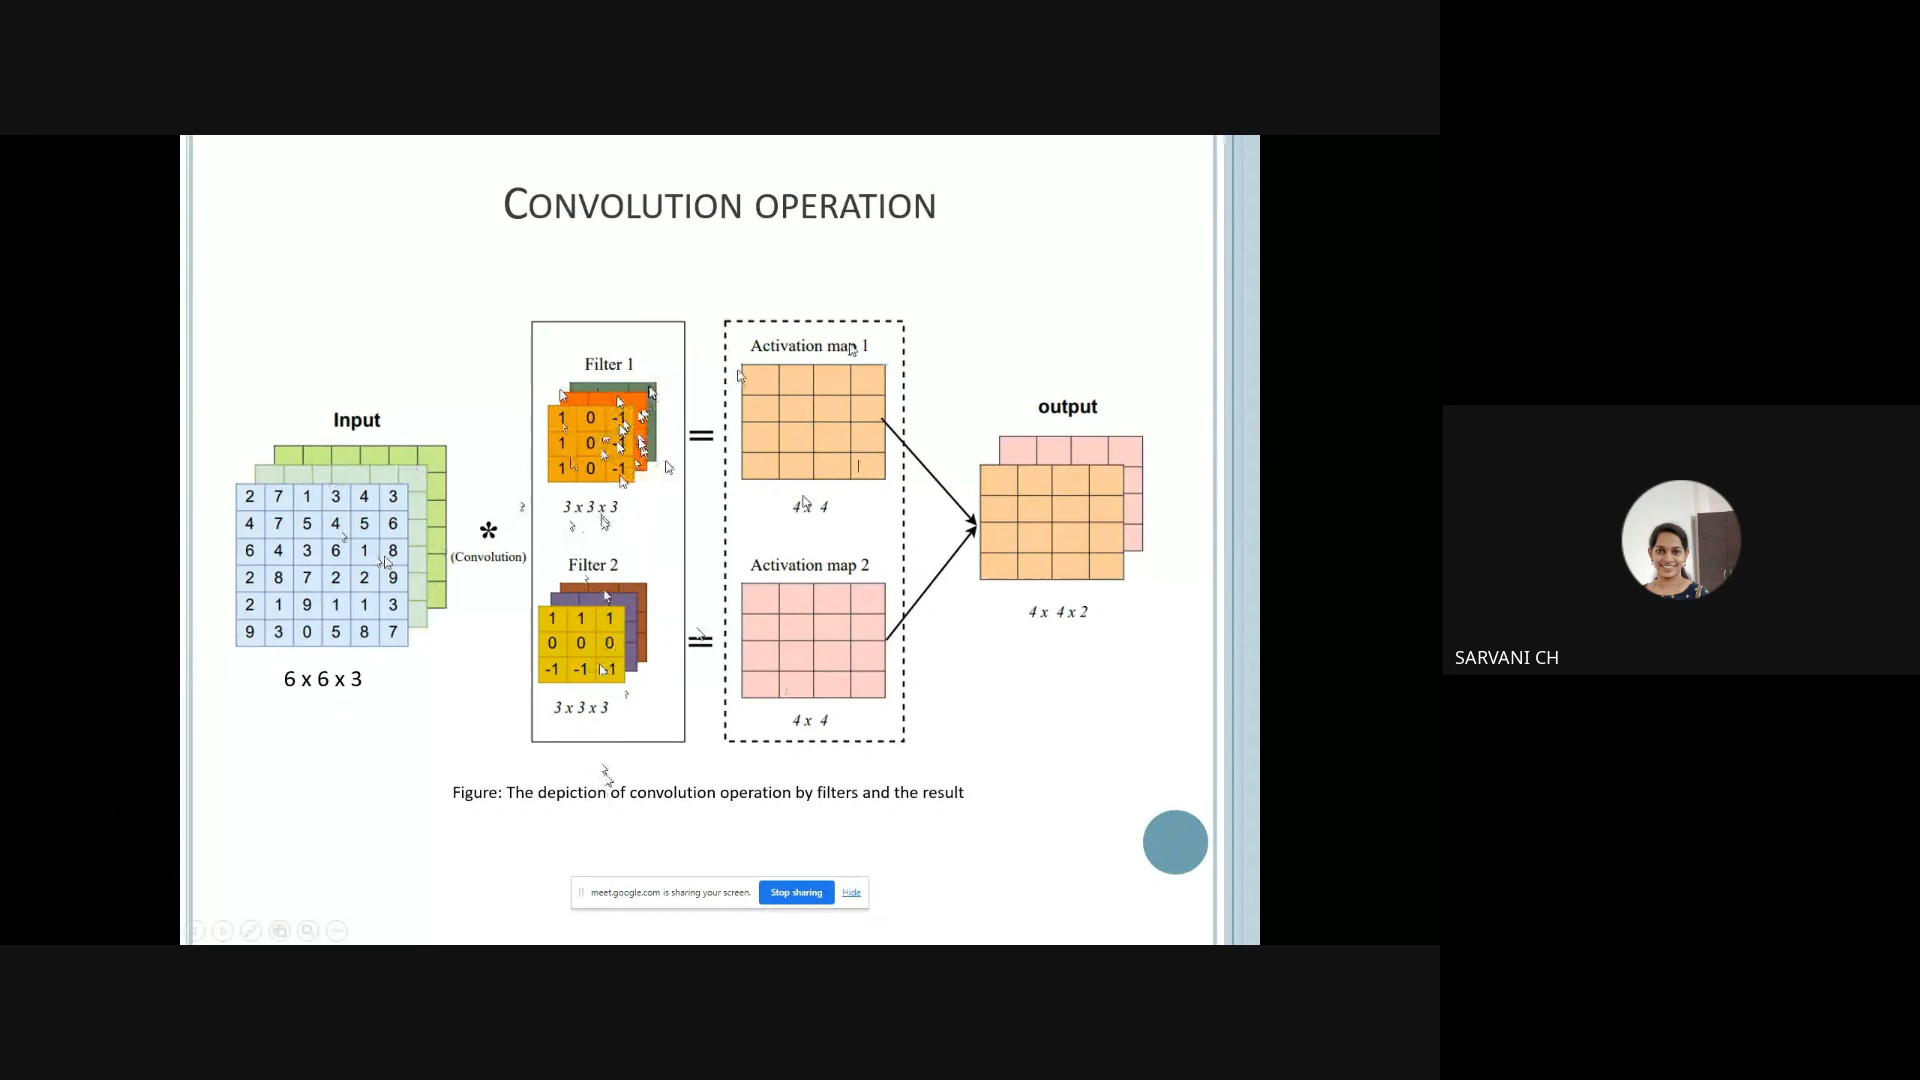 CONVOLUTION OPERATION
Input
2 7 1 3 4 3
4 7 5 4 5 6
6 4 3 6 1 8
2 8 7 2 2 9
2 1 9 1 1 3
9 3 0 5 8 7
6 x 6 x 3
*
(Convolution)
Filter 1
1 0 -1
1 0 -1
1 0 -1
3 x 3 x 3
Filter 2
1 1 1
0 0 0
-1 -1 -1
3 x 3 x 3
=
=
Activation map 1
4 x 4
Activation map 2
4 x 4
output
4 x 4 x 2
Figure: The depiction of convolution operation by filters and the result
meet.google.com is sharing your screen.
Stop sharing
Hide
SARVANI CH